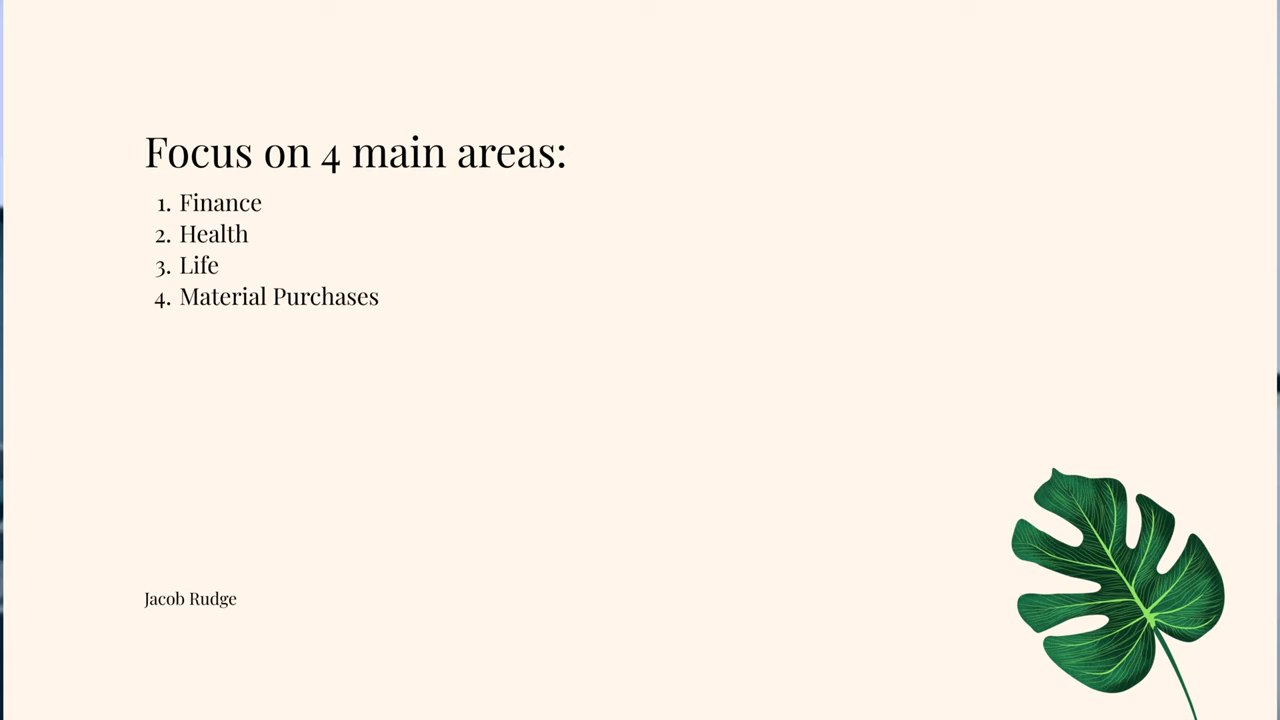 Focus on 4 main areas:
1. Finance
2. Health
3. Life
4. Material Purchases
Jacob Rudge